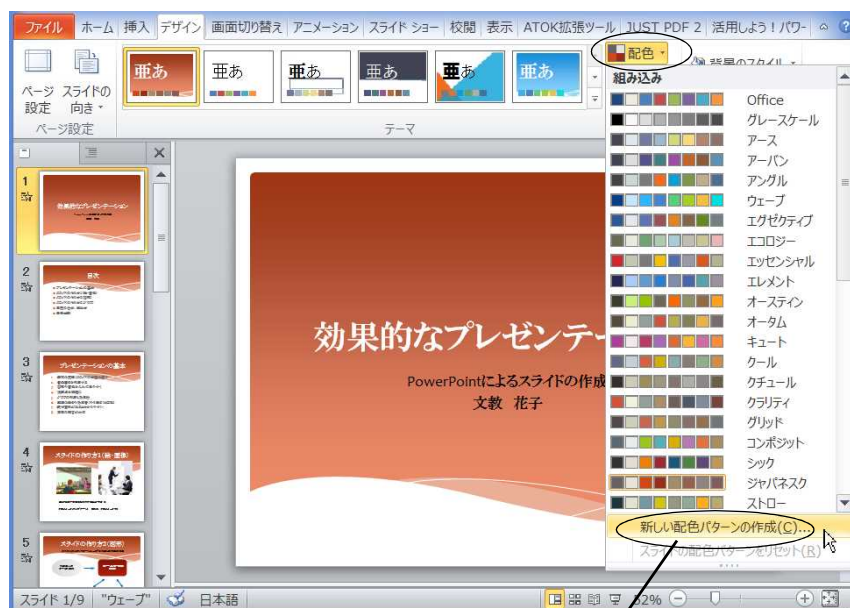 ファイル ホーム 挿入 デザイン 画面切り替え アニメーション スライド ショー 校閲 表示 ATOK拡張ツール JUST PDF 2 活用しよう！パワ-
亜あ 亜あ 亜あ 亜あ 亜あ 亜あ
ページ設定 スライドの向き
ページ設定 テーマ
配色
背景のスタイル
組み込み
Office
グレースケール
アース
アーバン
アングル
ウェーブ
エグゼクティブ
エコロジー
エッセンシャル
エレメント
オースティン
オータム
キュート
クール
クチュール
クラリティ
グリッド
コンポジット
シック
ジャパネスク
ストロー
新しい配色パターンの作成(C)...
スライドの配色パターンをリセット(R)
1
効果的なプレゼンテーション
2
目次
3
プレゼンテーションの基本
4
スライドの作り方1(絵・画像)
5
スライドの作り方2(図形)
効果的なプレゼンテー
PowerPointによるスライドの作成
文教 花子
スライド 1/9 "ウェーブ" 日本語 52%